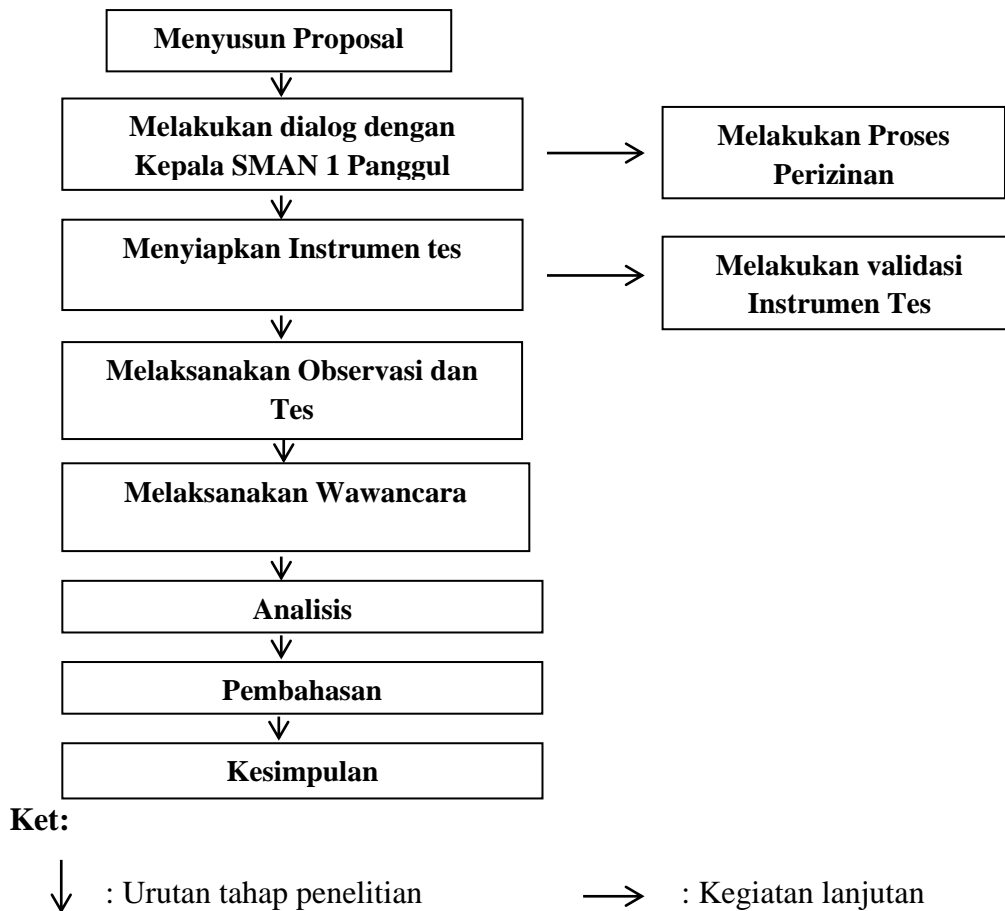 Menyusun Proposal
Melakukan dialog dengan
Kepala SMAN 1 Panggul
Melakukan Proses
Perizinan
Menyiapkan Instrumen tes
Melakukan validasi
Instrumen Tes
Melaksanakan Observasi dan
Tes
Melaksanakan Wawancara
Analisis
Pembahasan
Kesimpulan
Ket:
: Urutan tahap penelitian
: Kegiatan lanjutan